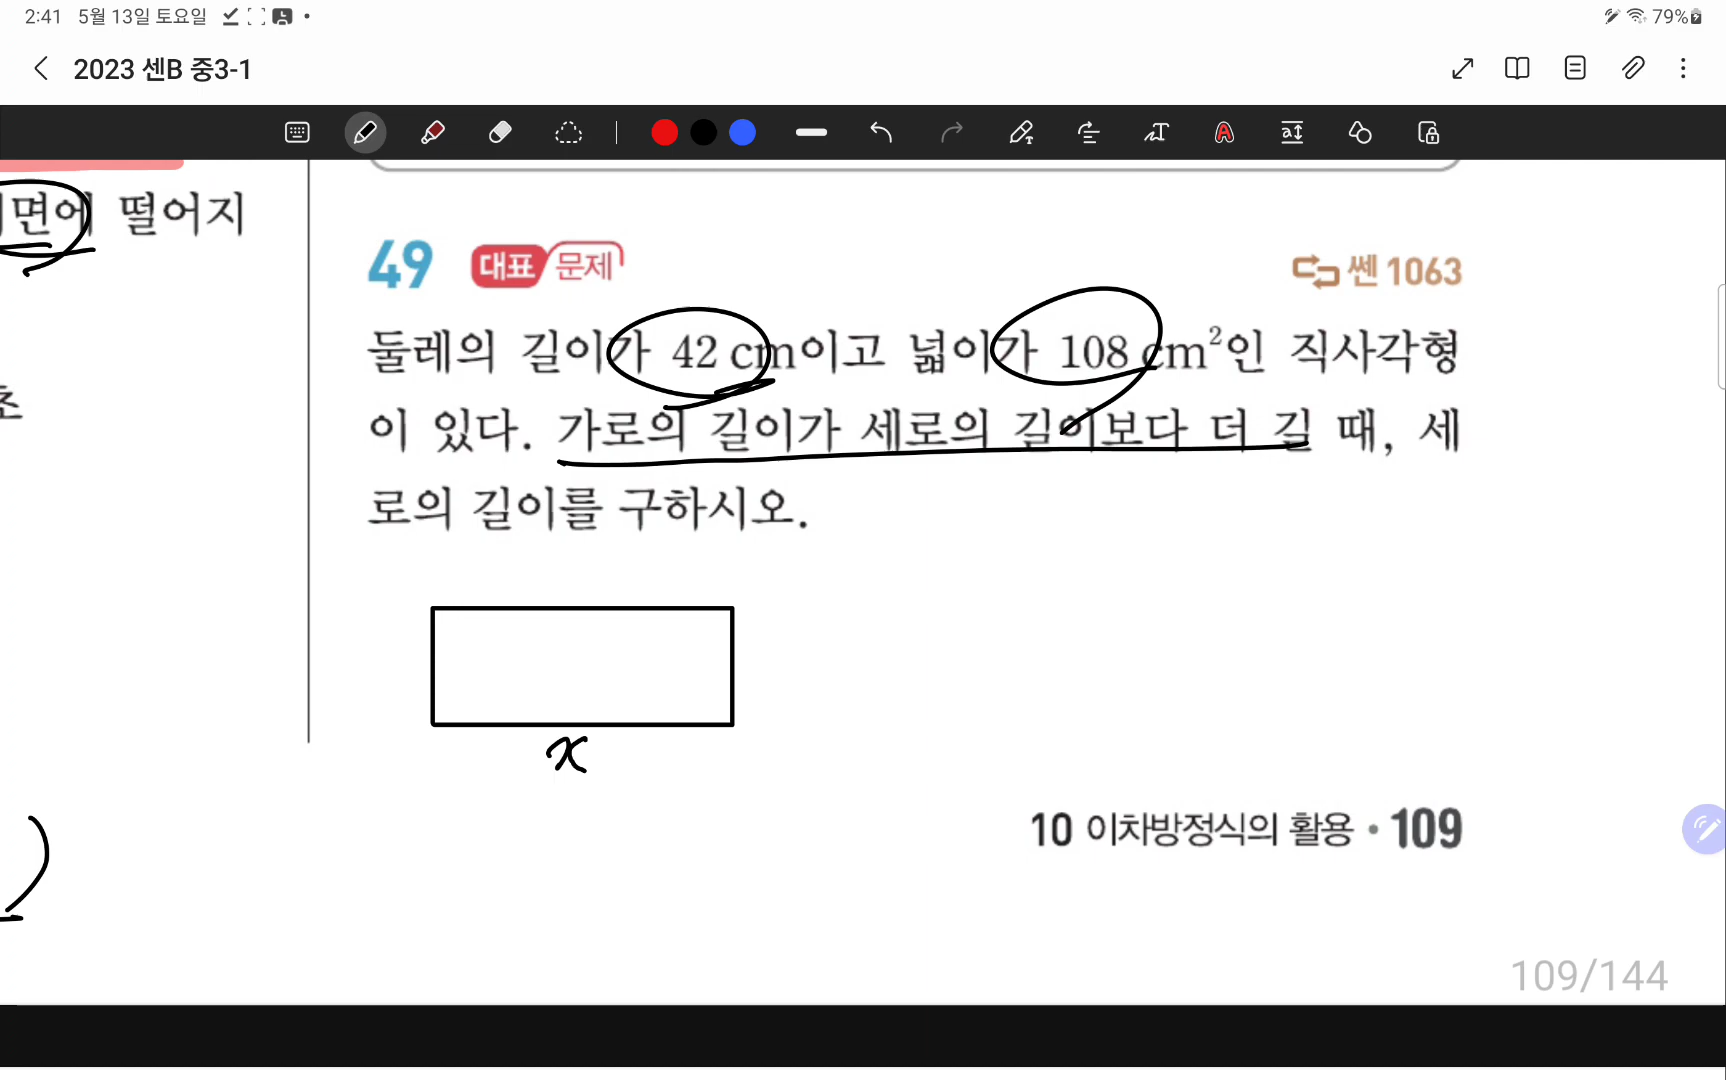 2:41 5월 13일 토요일
79%
2023 쎈B 중3-1
면에 떨어지
초
49 대표 문제
쎈 1063
둘레의 길이가 42 cm이고 넓이가 108 cm²인 직사각형
이 있다. 가로의 길이가 세로의 길이보다 더 길 때, 세
로의 길이를 구하시오.
x
10 이차방정식의 활용 • 109
109/144